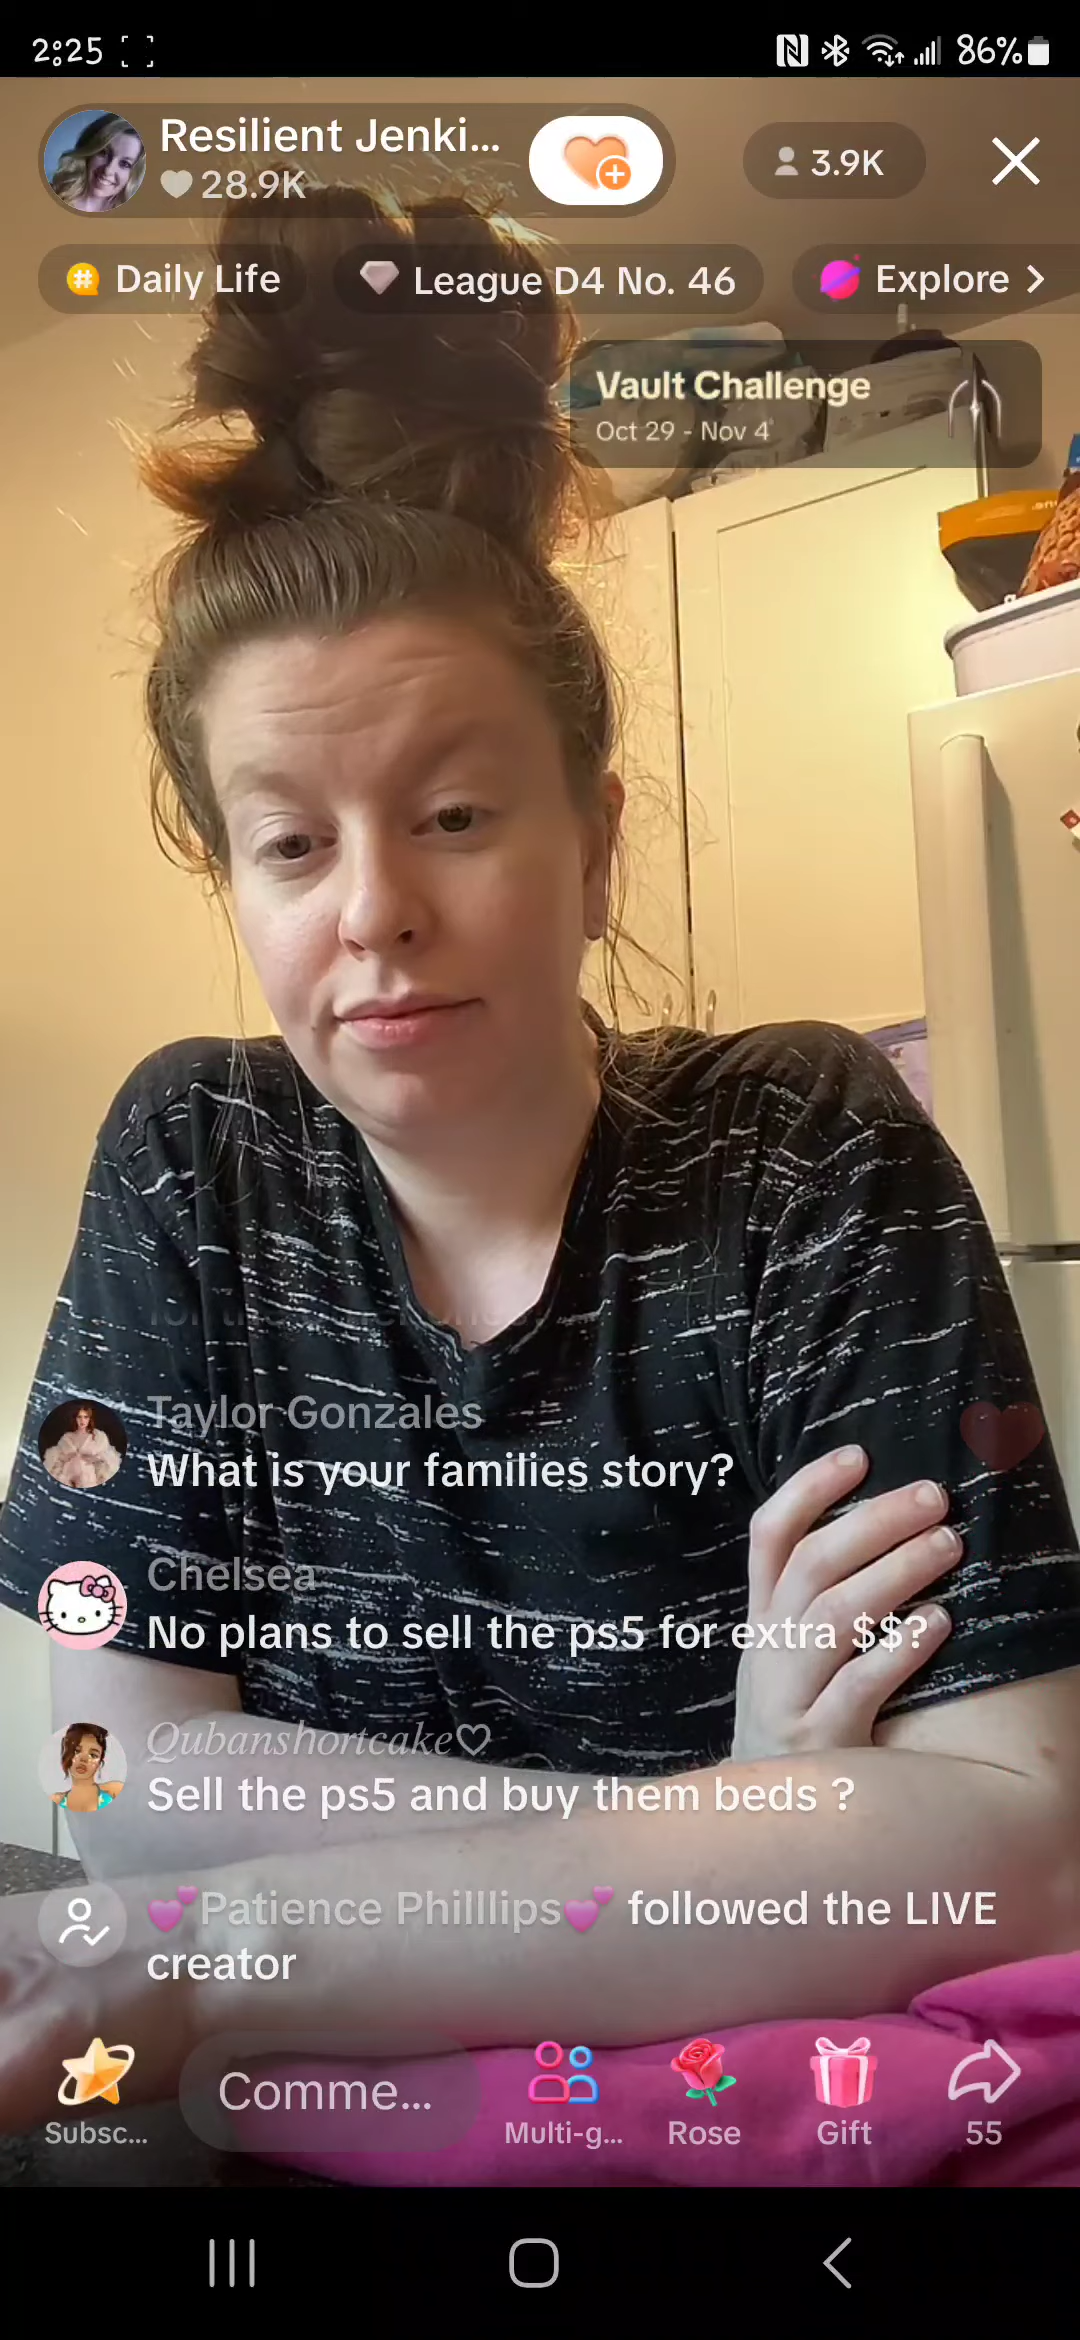 2:25
86%
Resilient Jenki...
28.9K
3.9K
Daily Life
League D4 No. 46
Explore >
Vault Challenge
Oct 29 - Nov 4
Taylor Gonzales
What is your families story?
Chelsea
No plans to sell the ps5 for extra $$?
Qubanshortcake♡
Sell the ps5 and buy them beds ?
💕Patience Philllips💕 followed the LIVE
creator
Subsc...
Comme...
Multi-g...
Rose
Gift
55